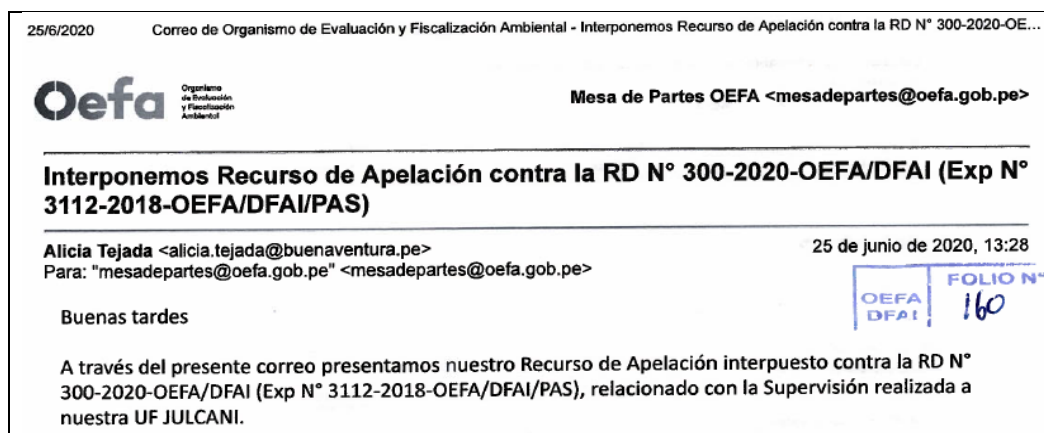 25/6/2020 Correo de Organismo de Evaluación y Fiscalización Ambiental - Interponemos Recurso de Apelación contra la RD N° 300-2020-OE...
Oefa
Organismo
de Evaluación
y Fiscalización
Ambiental
Mesa de Partes OEFA <mesadepartes@oefa.gob.pe>
Interponemos Recurso de Apelación contra la RD N° 300-2020-OEFA/DFAI (Exp N°
3112-2018-OEFA/DFAI/PAS)
Alicia Tejada <alicia.tejada@buenaventura.pe>
25 de junio de 2020, 13:28
Para: "mesadepartes@oefa.gob.pe" <mesadepartes@oefa.gob.pe>
OEFA
DFAI
FOLIO N°
160
Buenas tardes
A través del presente correo presentamos nuestro Recurso de Apelación interpuesto contra la RD N°
300-2020-OEFA/DFAI (Exp N° 3112-2018-OEFA/DFAI/PAS), relacionado con la Supervisión realizada a
nuestra UF JULCANI.